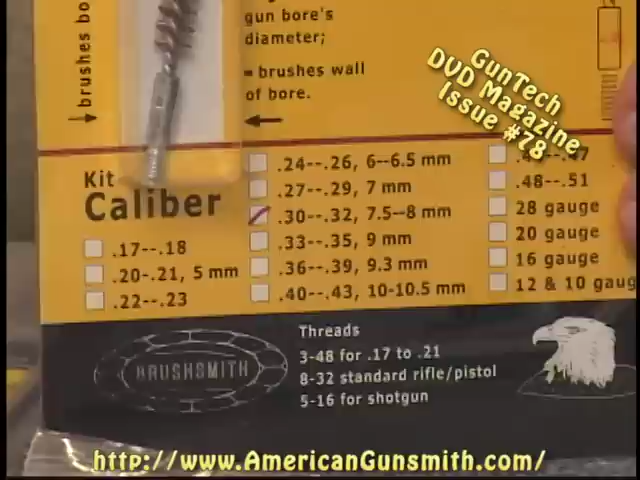 brushes bo
gun bore's
diameter;
= brushes wall
of bore.
GunTech
DVD Magazine
Issue #78
Kit
Caliber
.17--.18
.20-.21, 5 mm
.22--.23
.24--.26, 6--6.5 mm
.27--.29, 7 mm
.30--.32, 7.5--8 mm
.33--.35, 9 mm
.36--.39, 9.3 mm
.40--.43, 10-10.5 mm
.48--.51
28 gauge
20 gauge
16 gauge
12 & 10 gaug
BRUSHSMITH
Threads
3-48 for .17 to .21
8-32 standard rifle/pistol
5-16 for shotgun
http://www.AmericanGunsmith.com/